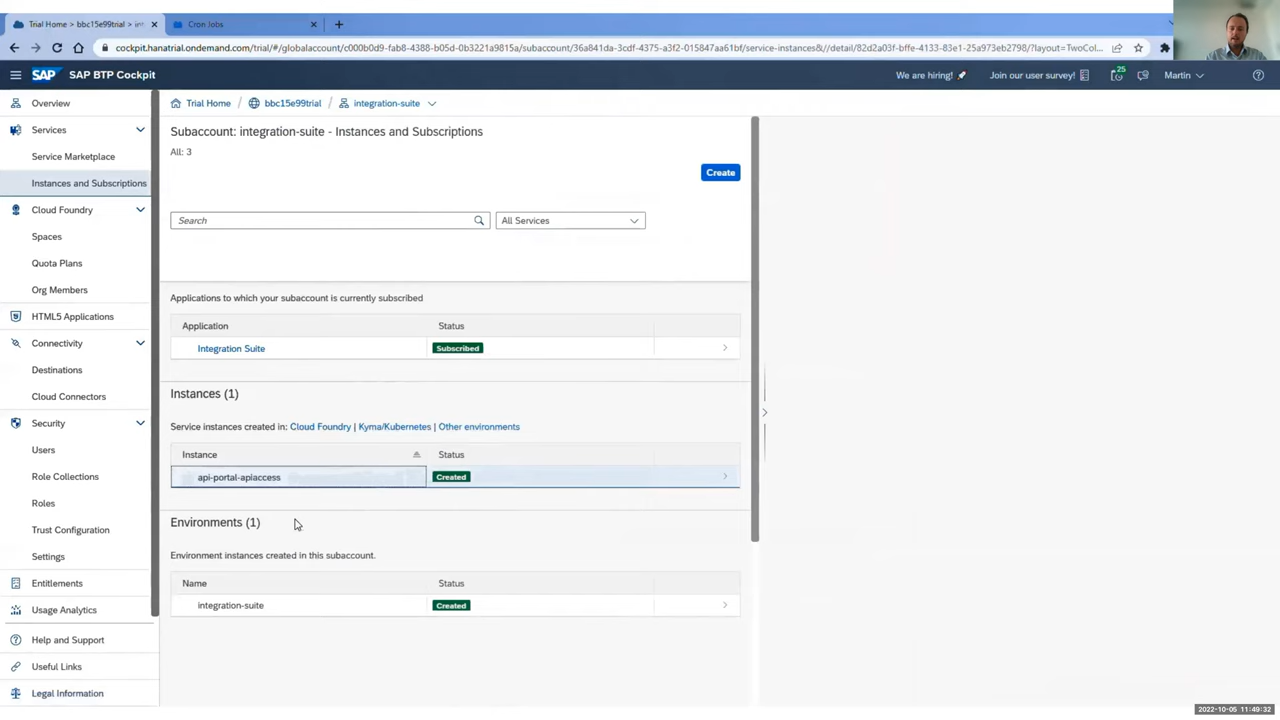 Trial Home > bbc15e99trial > int
Cron Jobs
cockpit.hanatrial.ondemand.com/trial/#/globalaccount/c000b0d9-fab8-4388-b05d-0b3221a9815a/subaccount/36a841da-3cdf-4375-a3f2-015847aa61bf/service-instances&//detail/82d2a03f-bffe-4133-83e1-25a973eb2798/?layout=TwoCol...
SAP
SAP BTP Cockpit
We are hiring! 🚀
Join our user survey!
25
Martin
Overview
Services
Service Marketplace
Instances and Subscriptions
Cloud Foundry
Spaces
Quota Plans
Org Members
HTML5 Applications
Connectivity
Destinations
Cloud Connectors
Security
Users
Role Collections
Roles
Trust Configuration
Settings
Entitlements
Usage Analytics
Help and Support
Useful Links
Legal Information
Trial Home / bbc15e99trial / integration-suite
Subaccount: integration-suite - Instances and Subscriptions
All: 3
Create
Search
All Services
Applications to which your subaccount is currently subscribed
Application Status
Integration Suite Subscribed
Instances (1)
Service instances created in: Cloud Foundry | Kyma/Kubernetes | Other environments
Instance Status
api-portal-apiaccess Created
Environments (1)
Environment instances created in this subaccount.
Name Status
integration-suite Created
2022-10-05 11:49:32